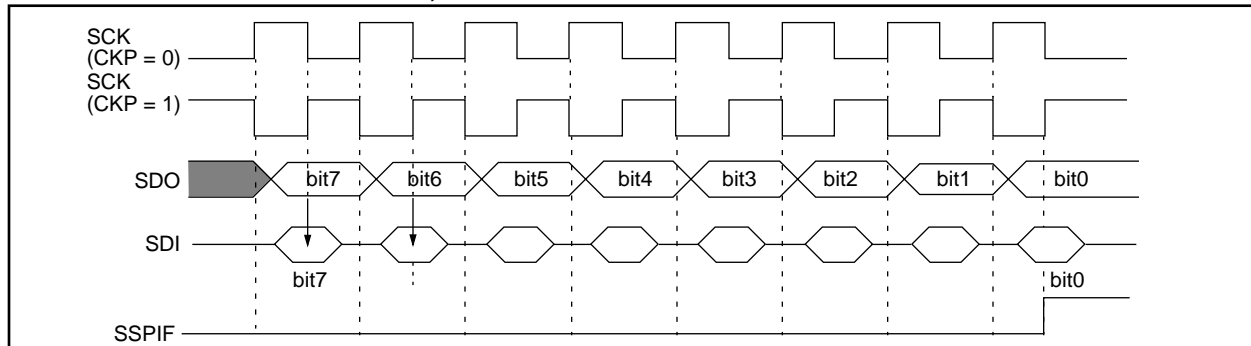 SCK
(CKP = 0)
SCK
(CKP = 1)
SDO
bit7 bit6 bit5 bit4 bit3 bit2 bit1 bit0
SDI
bit7 bit0
SSPIF